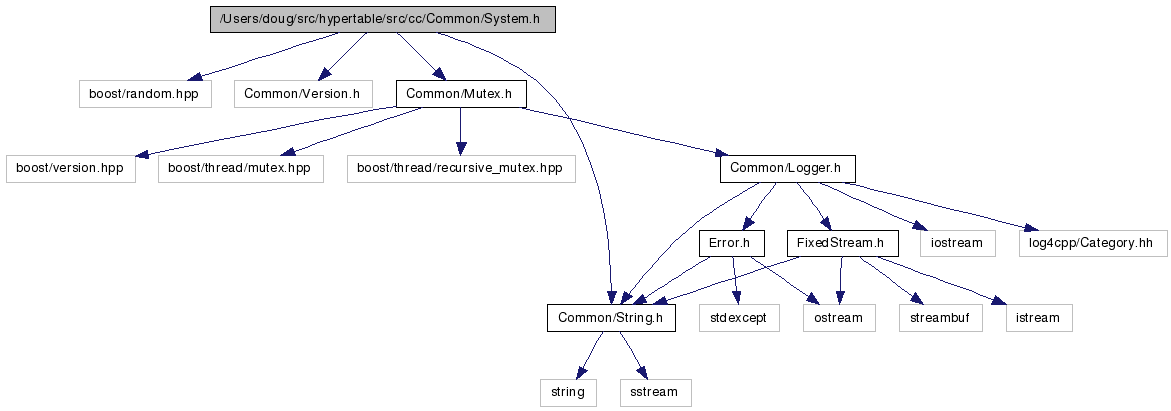 /Users/doug/src/hypertable/src/cc/Common/System.h
boost/random.hpp
Common/Version.h
Common/Mutex.h
boost/version.hpp
boost/thread/mutex.hpp
boost/thread/recursive_mutex.hpp
Common/Logger.h
Error.h
FixedStream.h
iostream
log4cpp/Category.hh
Common/String.h
stdexcept
ostream
streambuf
istream
string
sstream